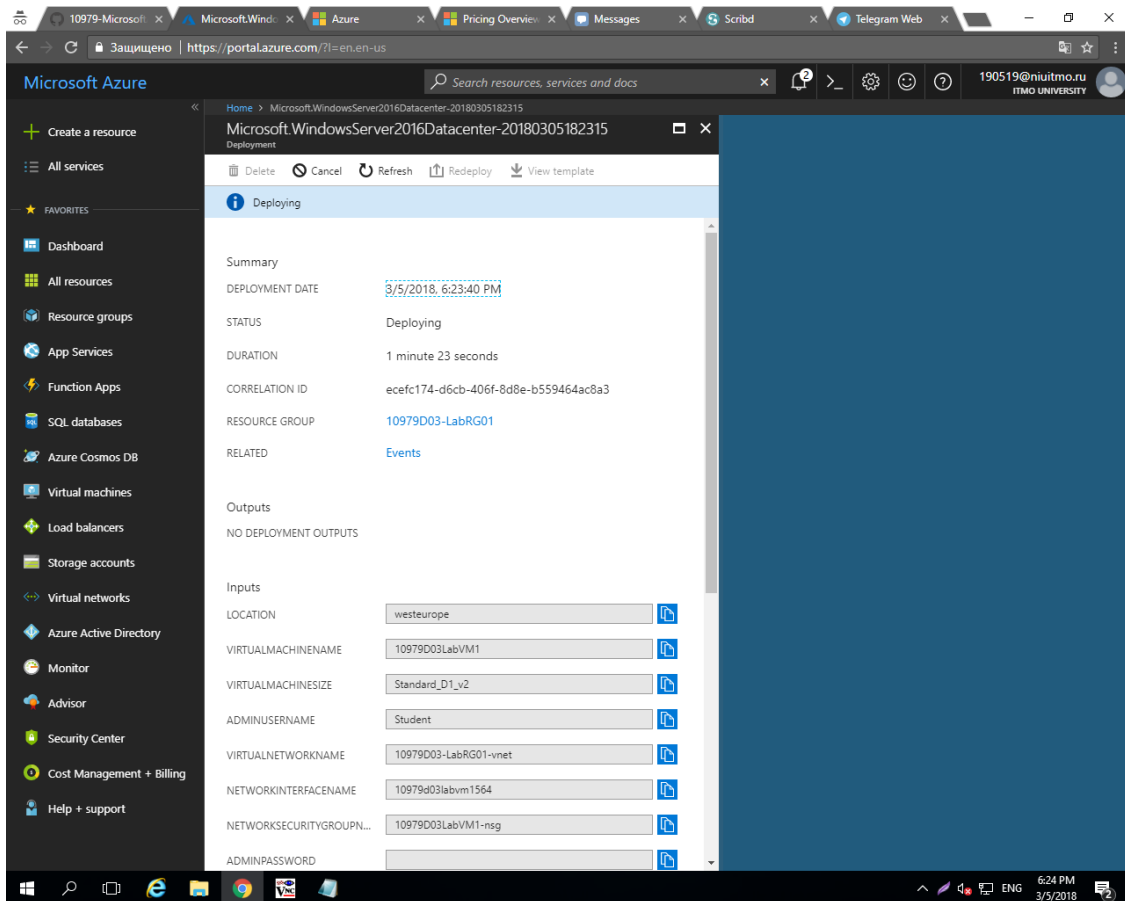 10979-Microsoft
Microsoft.Windo
Azure
Pricing Overview
Messages
Scribd
Telegram Web
Защищено | https://portal.azure.com/?l=en.en-us
Microsoft Azure
Search resources, services and docs
2
190519@niuitmo.ru
ITMO UNIVERSITY
Home > Microsoft.WindowsServer2016Datacenter-20180305182315
Microsoft.WindowsServer2016Datacenter-20180305182315
Deployment
Delete Cancel Refresh Redeploy View template
Deploying
Create a resource
All services
FAVORITES
Dashboard
All resources
Resource groups
App Services
Function Apps
SQL databases
Azure Cosmos DB
Virtual machines
Load balancers
Storage accounts
Virtual networks
Azure Active Directory
Monitor
Advisor
Security Center
Cost Management + Billing
Help + support
Summary
DEPLOYMENT DATE 3/5/2018, 6:23:40 PM
STATUS Deploying
DURATION 1 minute 23 seconds
CORRELATION ID ecefc174-d6cb-406f-8d8e-b559464ac8a3
RESOURCE GROUP 10979D03-LabRG01
RELATED Events
Outputs
NO DEPLOYMENT OUTPUTS
Inputs
LOCATION westeurope
VIRTUALMACHINENAME 10979D03LabVM1
VIRTUALMACHINESIZE Standard_D1_v2
ADMINUSERNAME Student
VIRTUALNETWORKNAME 10979D03-LabRG01-vnet
NETWORKINTERFACENAME 10979d03labvm1564
NETWORKSECURITYGROUPN... 10979D03LabVM1-nsg
ADMINPASSWORD
ENG
6:24 PM
3/5/2018
2